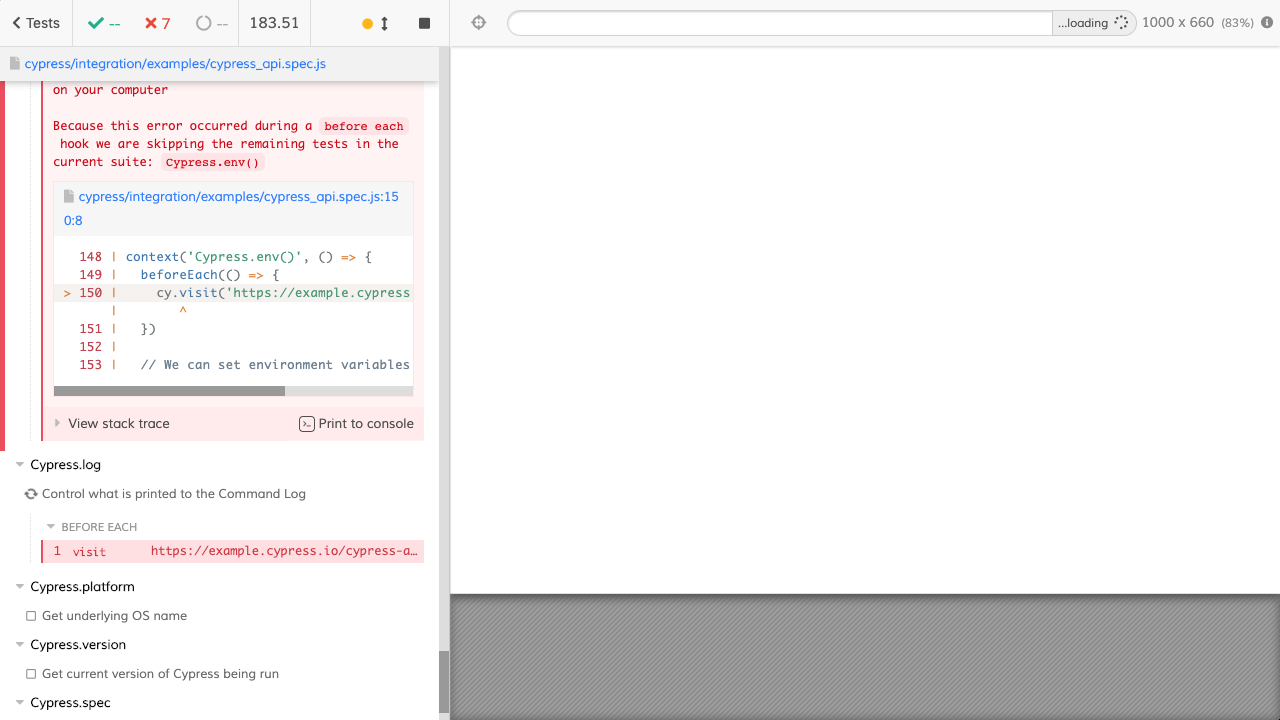 Tests
--
7
--
183.51
...loading
1000 x 660 (83%)
cypress/integration/examples/cypress_api.spec.js
on your computer
Because this error occurred during a before each
hook we are skipping the remaining tests in the
current suite: Cypress.env()
cypress/integration/examples/cypress_api.spec.js:15
0:8
148 | context('Cypress.env()', () => {
149 |   beforeEach(() => {
> 150 |     cy.visit('https://example.cypress
|        ^
151 |   })
152 |
153 |   // We can set environment variables
View stack trace
Print to console
Cypress.log
Control what is printed to the Command Log
BEFORE EACH
1 visit https://example.cypress.io/cypress-a…
Cypress.platform
Get underlying OS name
Cypress.version
Get current version of Cypress being run
Cypress.spec